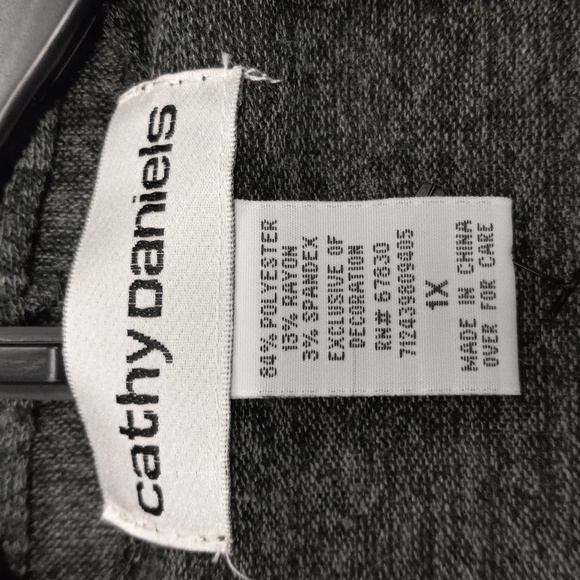 cathy Daniels
84% POLYESTER
13% RAYON
3% SPANDEX
EXCLUSIVE OF
DECORATION
RN# 67830
712439609405
1X
MADE IN CHINA
OVER FOR CARE